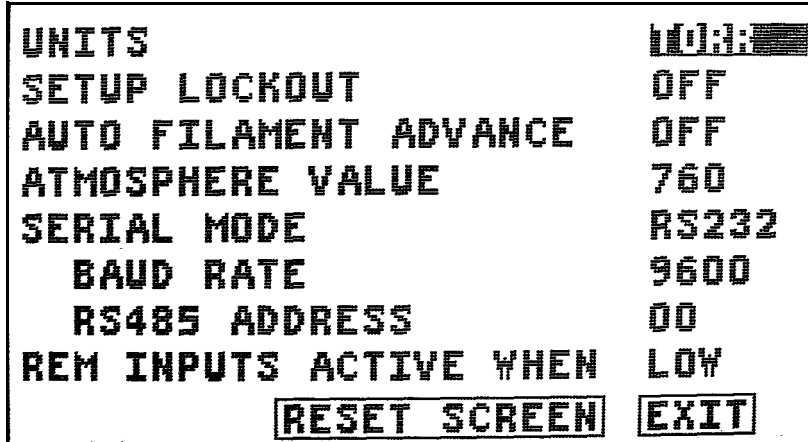 UNITS
SETUP LOCKOUT OFF
AUTO FILAMENT ADVANCE OFF
ATMOSPHERE VALUE 760
SERIAL MODE RS232
BAUD RATE 9600
RS485 ADDRESS 00
REM INPUTS ACTIVE WHEN LOW
RESET SCREEN EXIT